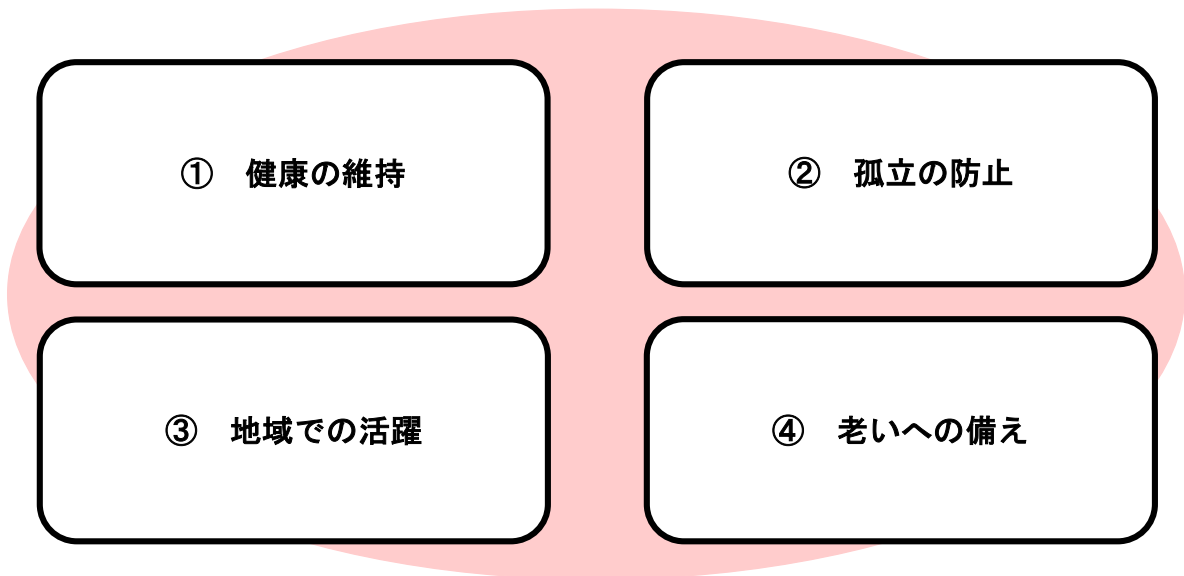 ①　健康の維持
②　孤立の防止
③　地域での活躍
④　老いへの備え